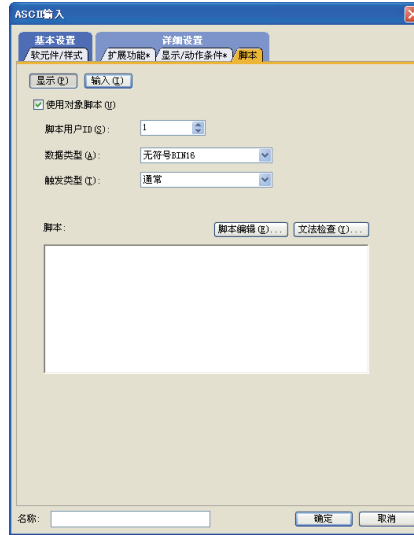 ASCII输入
基本设置
详细设置
软元件/样式
扩展功能*
显示/动作条件*
脚本
显示(P)
输入(I)
使用对象脚本(U)
脚本用户ID(S):
1
数据类型(A):
无符号BIN16
触发类型(T):
通常
脚本:
脚本编辑(E)...
文法检查(Y)...
名称:
确定
取消